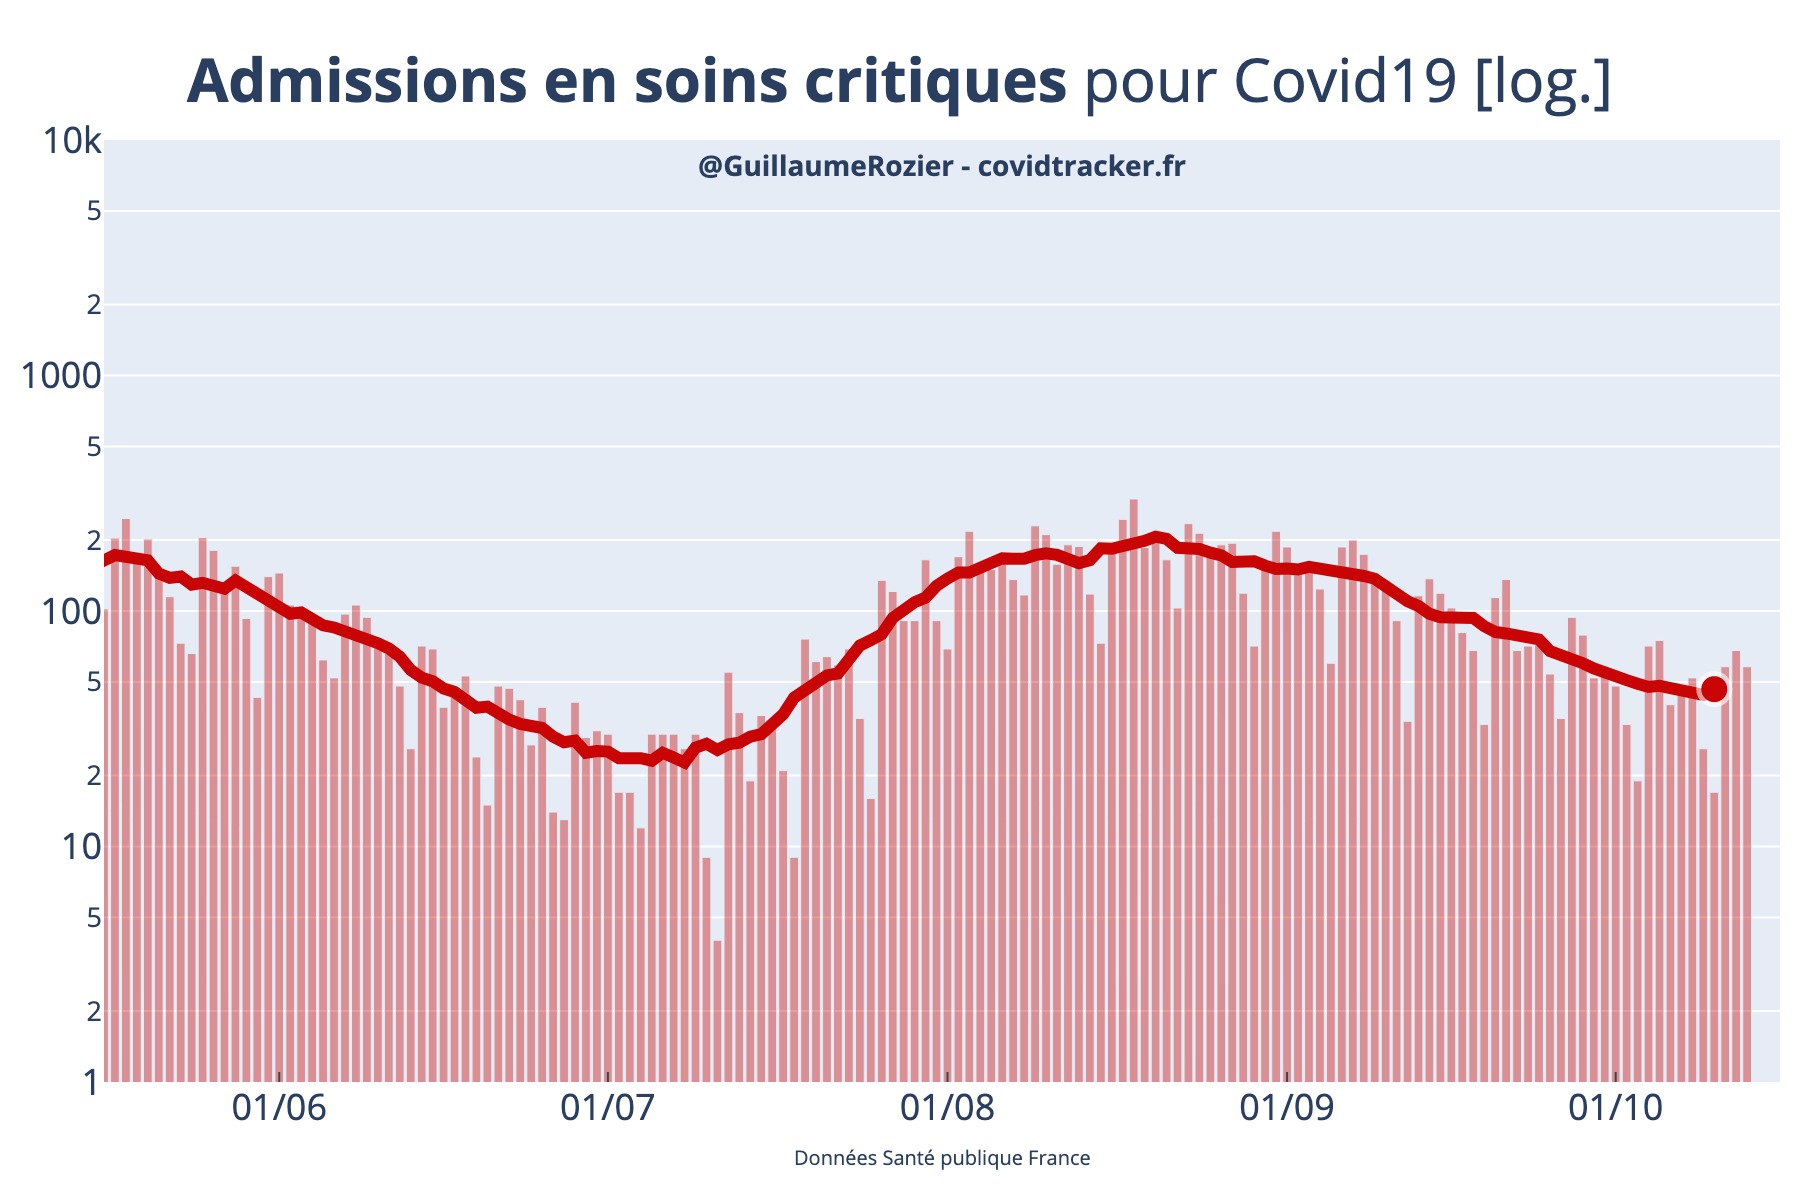 Admissions en soins critiques pour Covid19 [log.]
@GuillaumeRozier - covidtracker.fr
10k
5
2
1000
5
2
100
5
2
10
5
2
1
01/06 01/07 01/08 01/09 01/10
Données Santé publique France